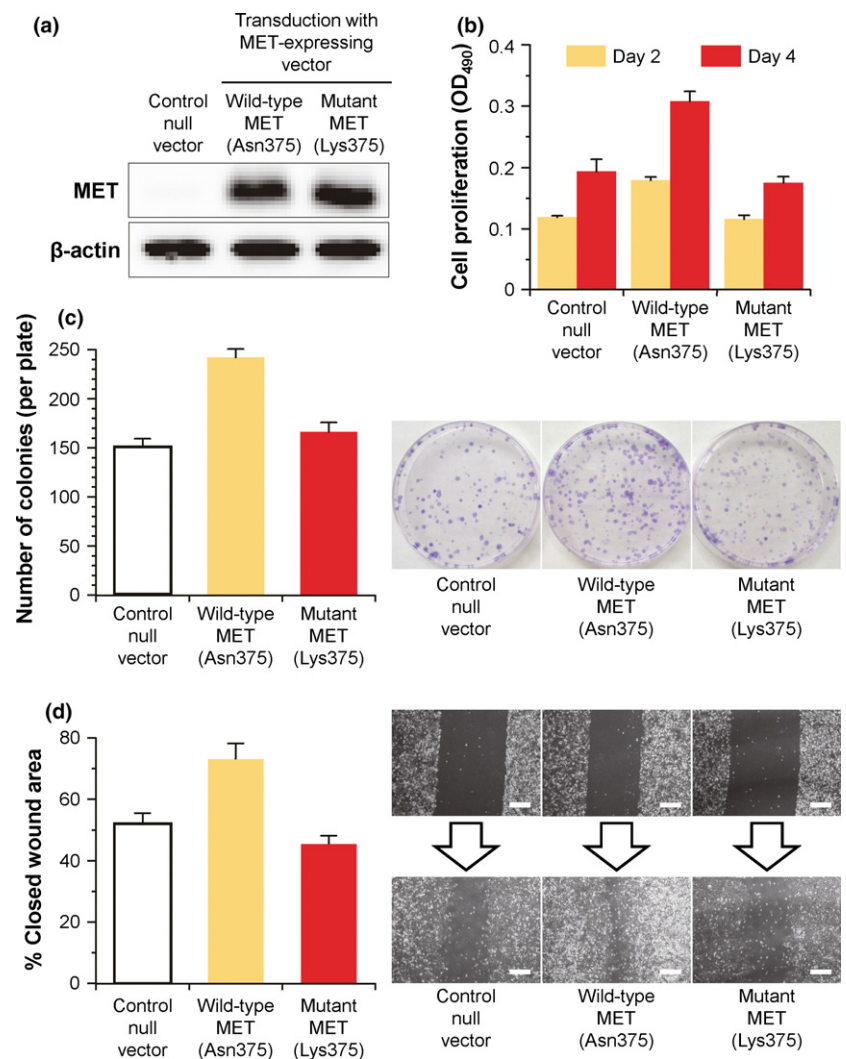 (a)
Transduction with
MET-expressing
vector
Control
null
vector
Wild-type
MET
(Asn375)
Mutant
MET
(Lys375)
MET
β-actin
(b)
Day 2
Day 4
Cell proliferation (OD490)
0.4
0.3
0.2
0.1
0
Control
null
vector
Wild-type
MET
(Asn375)
Mutant
MET
(Lys375)
(c)
Number of colonies (per plate)
250
200
150
100
50
0
Control
null
vector
Wild-type
MET
(Asn375)
Mutant
MET
(Lys375)
Control
null
vector
Wild-type
MET
(Asn375)
Mutant
MET
(Lys375)
(d)
% Closed wound area
80
60
40
20
0
Control
null
vector
Wild-type
MET
(Asn375)
Mutant
MET
(Lys375)
Control
null
vector
Wild-type
MET
(Asn375)
Mutant
MET
(Lys375)